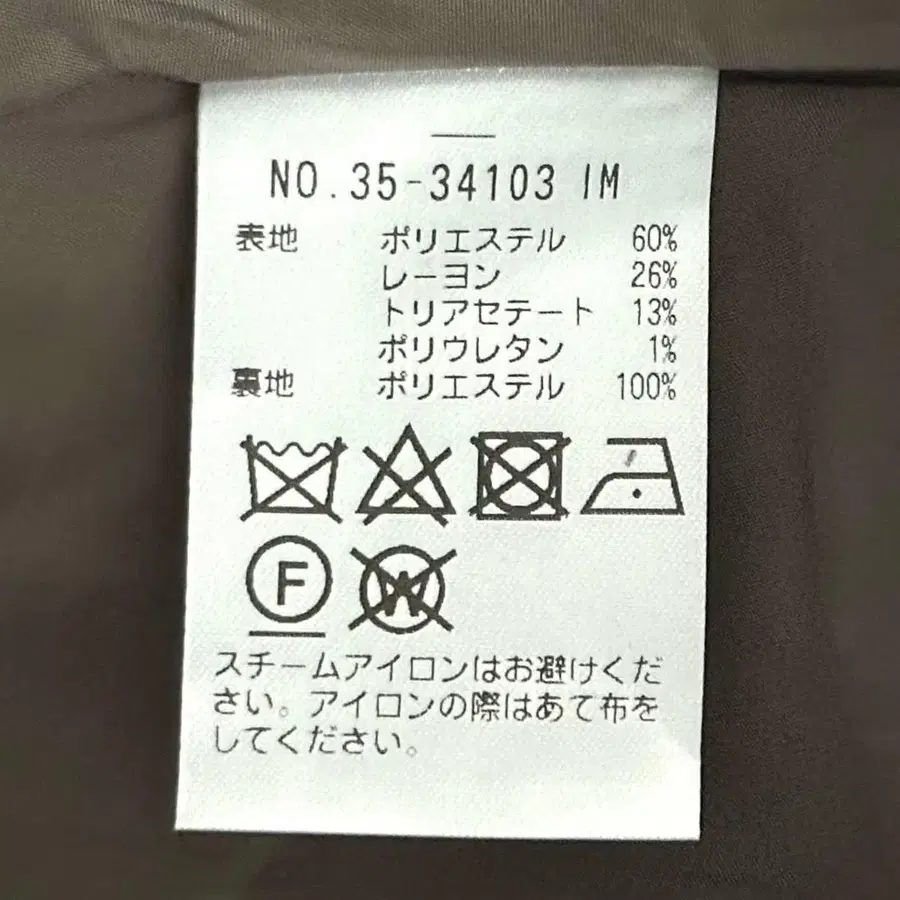 NO.35-34103 IM
表地 ポリエステル 60%
レーヨン 26%
トリアセテート 13%
ポリウレタン 1%
裏地 ポリエステル 100%
F W
スチームアイロンはお避けくだ
さい。アイロンの際はあて布を
してください。